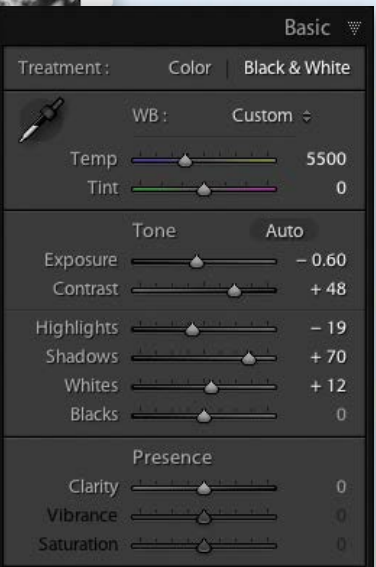 Basic
Treatment : Color | Black & White
WB : Custom
Temp 5500
Tint 0
Tone Auto
Exposure – 0.60
Contrast + 48
Highlights – 19
Shadows + 70
Whites + 12
Blacks 0
Presence
Clarity 0
Vibrance 0
Saturation 0